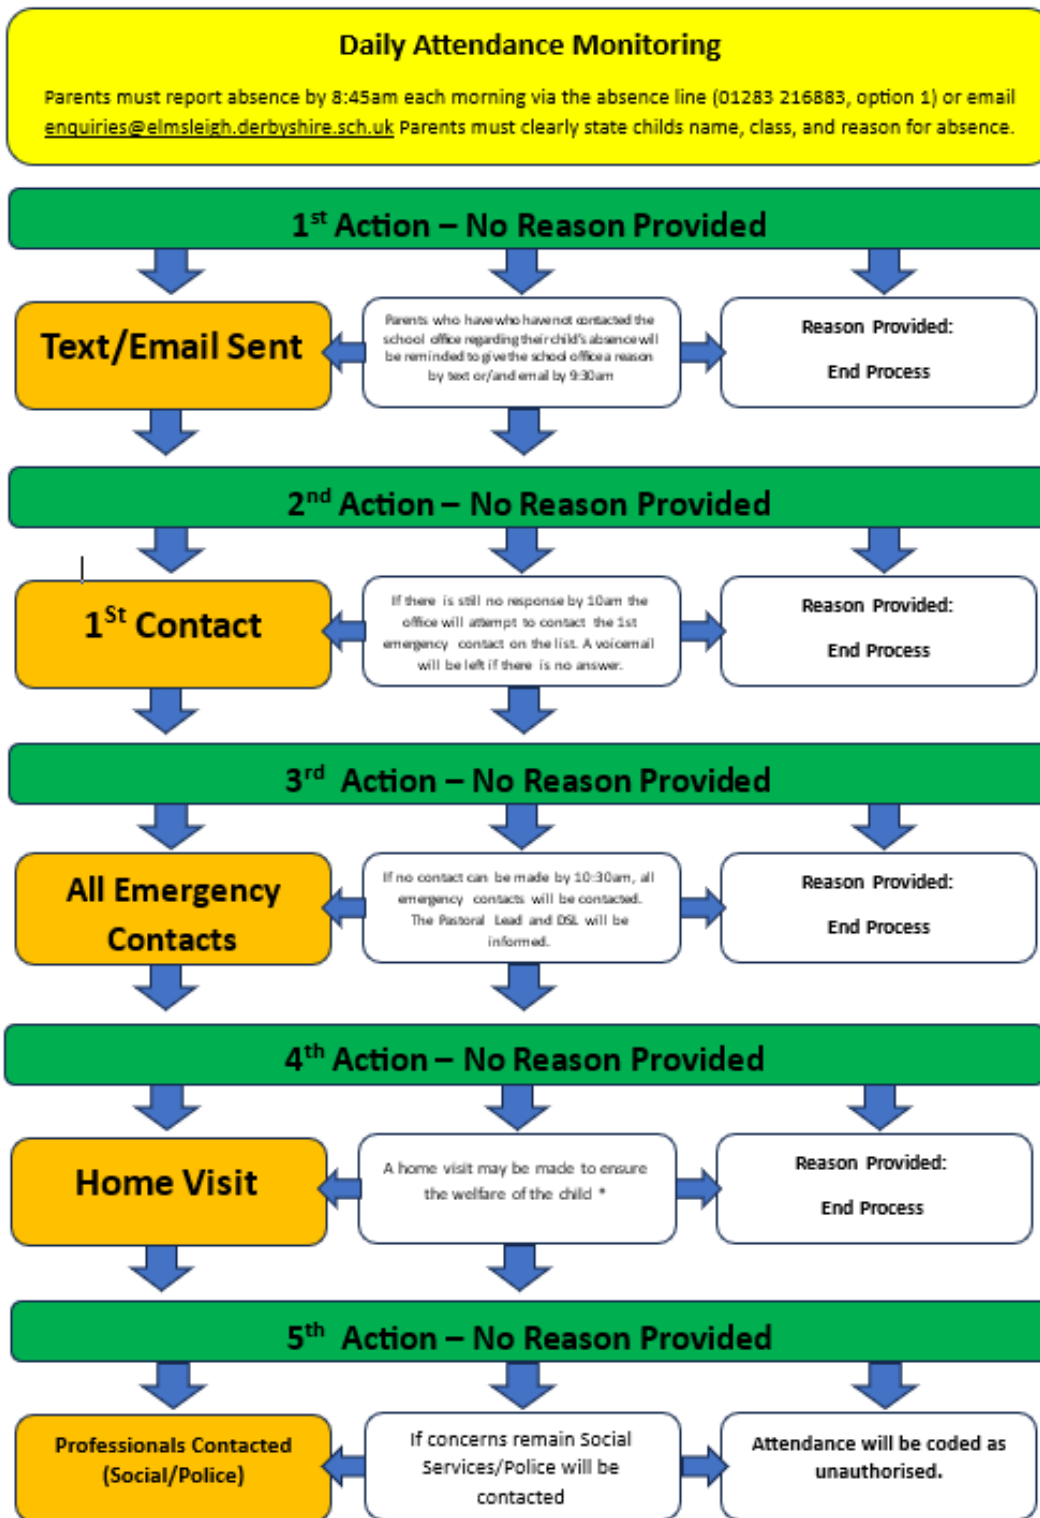 Daily Attendance Monitoring
Parents must report absence by 8:45am each morning via the absence line (01283 216883, option 1) or email
enquiries@elmsleigh.derbyshire.sch.uk Parents must clearly state childs name, class, and reason for absence.
1st Action – No Reason Provided
Text/Email Sent
Parents who have who have not contacted the
school office regarding their child's absence will
be reminded to give the school office a reason
by text or/and email by 9:30am
Reason Provided:
End Process
2nd Action – No Reason Provided
1St Contact
If there is still no response by 10am the
office will attempt to contact the 1st
emergency contact on the list. A voicemail
will be left if there is no answer.
Reason Provided:
End Process
3rd Action – No Reason Provided
All Emergency
Contacts
If no contact can be made by 10:30am, all
emergency contacts will be contacted.
The Pastoral Lead and DSL will be
informed.
Reason Provided:
End Process
4th Action – No Reason Provided
Home Visit
A home visit may be made to ensure
the welfare of the child *
Reason Provided:
End Process
5th Action – No Reason Provided
Professionals Contacted
(Social/Police)
If concerns remain Social
Services/Police will be
contacted
Attendance will be coded as
unauthorised.